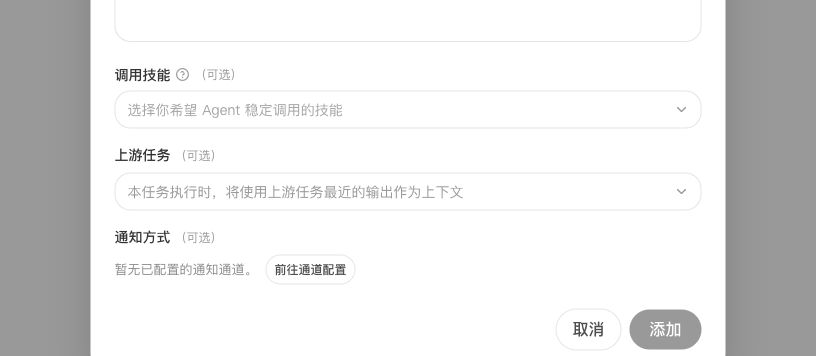 调用技能 ? （可选）
选择你希望 Agent 稳定调用的技能
上游任务 （可选）
本任务执行时，将使用上游任务最近的输出作为上下文
通知方式 （可选）
暂无已配置的通知通道。 前往通道配置
取消 添加